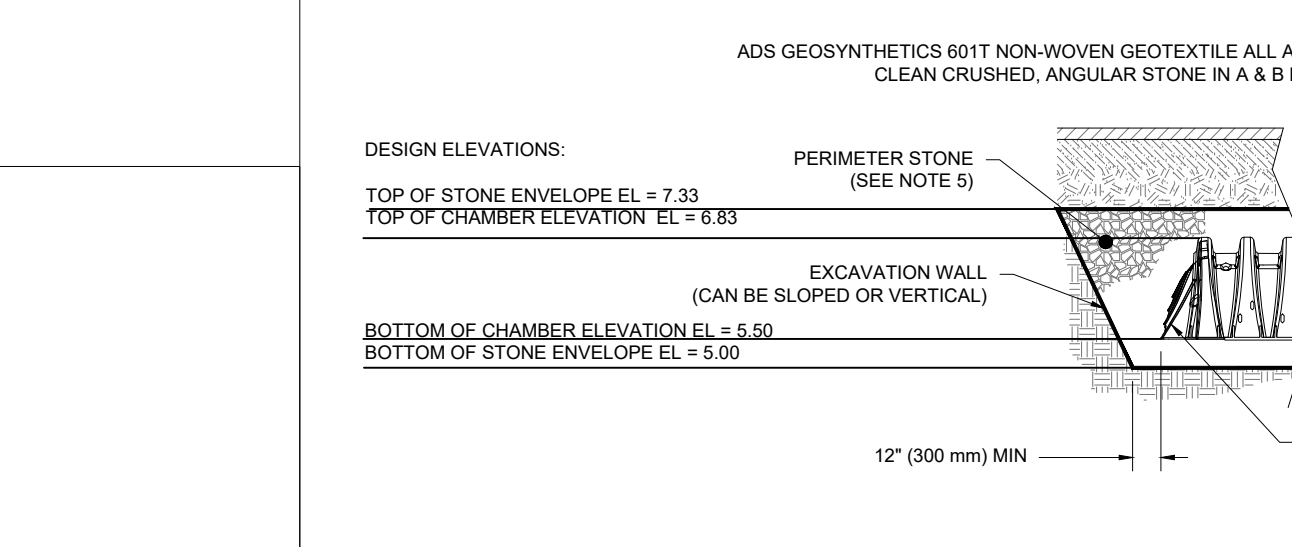 ADS GEOSYNTHETICS 601T NON-WOVEN GEOTEXTILE ALL
CLEAN CRUSHED, ANGULAR STONE IN A & B
DESIGN ELEVATIONS:
PERIMETER STONE
(SEE NOTE 5)
TOP OF STONE ENVELOPE EL = 7.33
TOP OF CHAMBER ELEVATION EL = 6.83
EXCAVATION WALL
(CAN BE SLOPED OR VERTICAL)
BOTTOM OF CHAMBER ELEVATION EL = 5.50
BOTTOM OF STONE ENVELOPE EL = 5.00
12" (300 mm) MIN